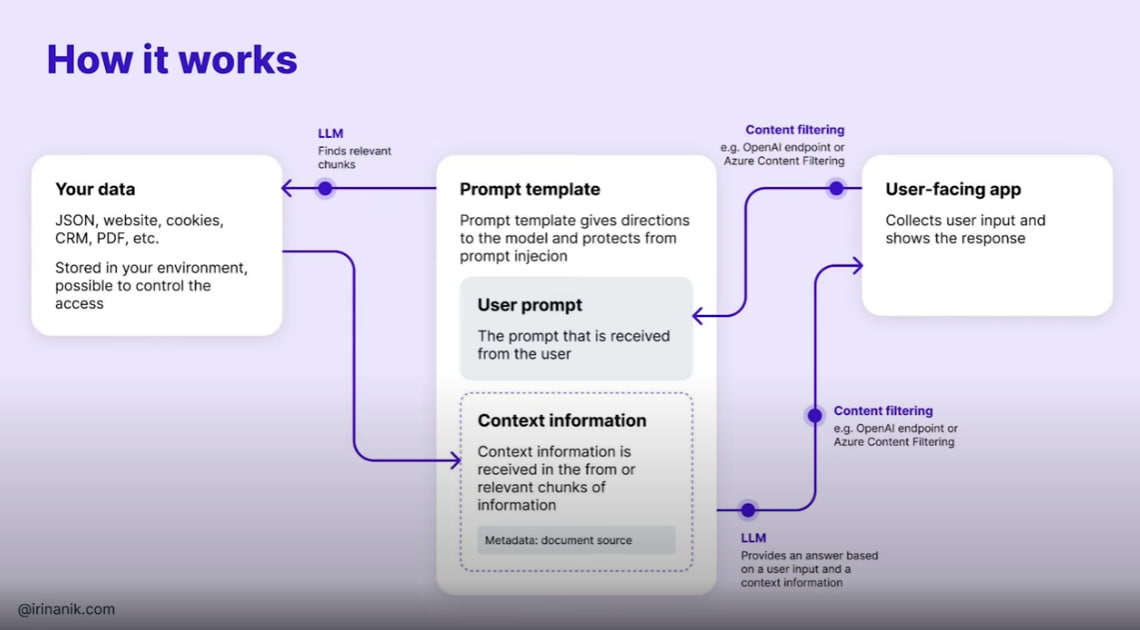 How it works
LLM
Finds relevant
chunks
Content filtering
e.g. OpenAI endpoint or
Azure Content Filtering
Your data
JSON, website, cookies,
CRM, PDF, etc.
Stored in your environment,
possible to control the
access
Prompt template
Prompt template gives directions
to the model and protects from
prompt injecion
User prompt
The prompt that is received
from the user
Context information
Context information is
received in the from or
relevant chunks of
information
Metadata: document source
User-facing app
Collects user input and
shows the response
Content filtering
e.g. OpenAI endpoint or
Azure Content Filtering
LLM
Provides an answer based
on a user input and a
context information
@irinanik.com